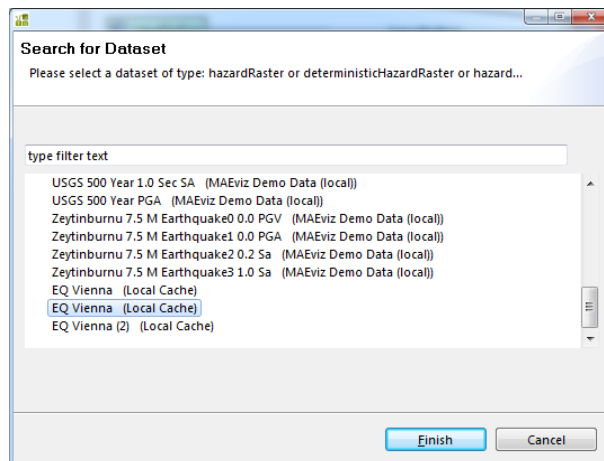 Search for Dataset
Please select a dataset of type: hazardRaster or deterministicHazardRaster or hazard...
type filter text
USGS 500 Year 1.0 Sec SA (MAEviz Demo Data (local))
USGS 500 Year PGA (MAEviz Demo Data (local))
Zeytinburnu 7.5 M Earthquake0 0.0 PGV (MAEviz Demo Data (local))
Zeytinburnu 7.5 M Earthquake1 0.0 PGA (MAEviz Demo Data (local))
Zeytinburnu 7.5 M Earthquake2 0.2 Sa (MAEviz Demo Data (local))
Zeytinburnu 7.5 M Earthquake3 1.0 Sa (MAEviz Demo Data (local))
EQ Vienna (Local Cache)
EQ Vienna (Local Cache)
EQ Vienna (2) (Local Cache)
Finish Cancel